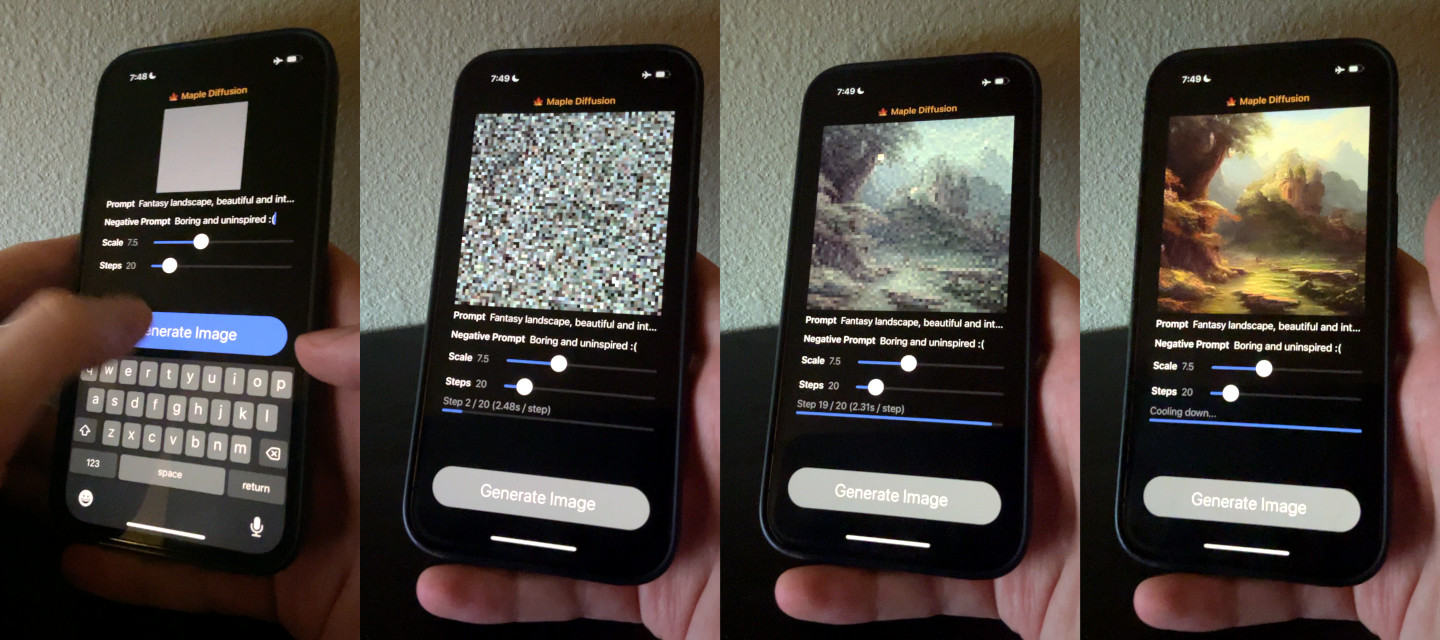 7:48
Maple Diffusion
Prompt Fantasy landscape, beautiful and int...
Negative Prompt Boring and uninspired :(
Scale 7.5
Steps 20
enerate Image
q w e r t y u i o p
a s d f g h j k l
z x c v b n m
123 space return
7:49
Maple Diffusion
Prompt Fantasy landscape, beautiful and int...
Negative Prompt Boring and uninspired :(
Scale 7.5
Steps 20
Step 2 / 20 (2.48s / step)
Generate Image
7:49
Maple Diffusion
Prompt Fantasy landscape, beautiful and int...
Negative Prompt Boring and uninspired :(
Scale 7.5
Steps 20
Step 19 / 20 (2.31s / step)
Generate Image
7:49
Maple Diffusion
Prompt Fantasy landscape, beautiful and int...
Negative Prompt Boring and uninspired :(
Scale 7.5
Steps 20
Cooling down...
Generate Image